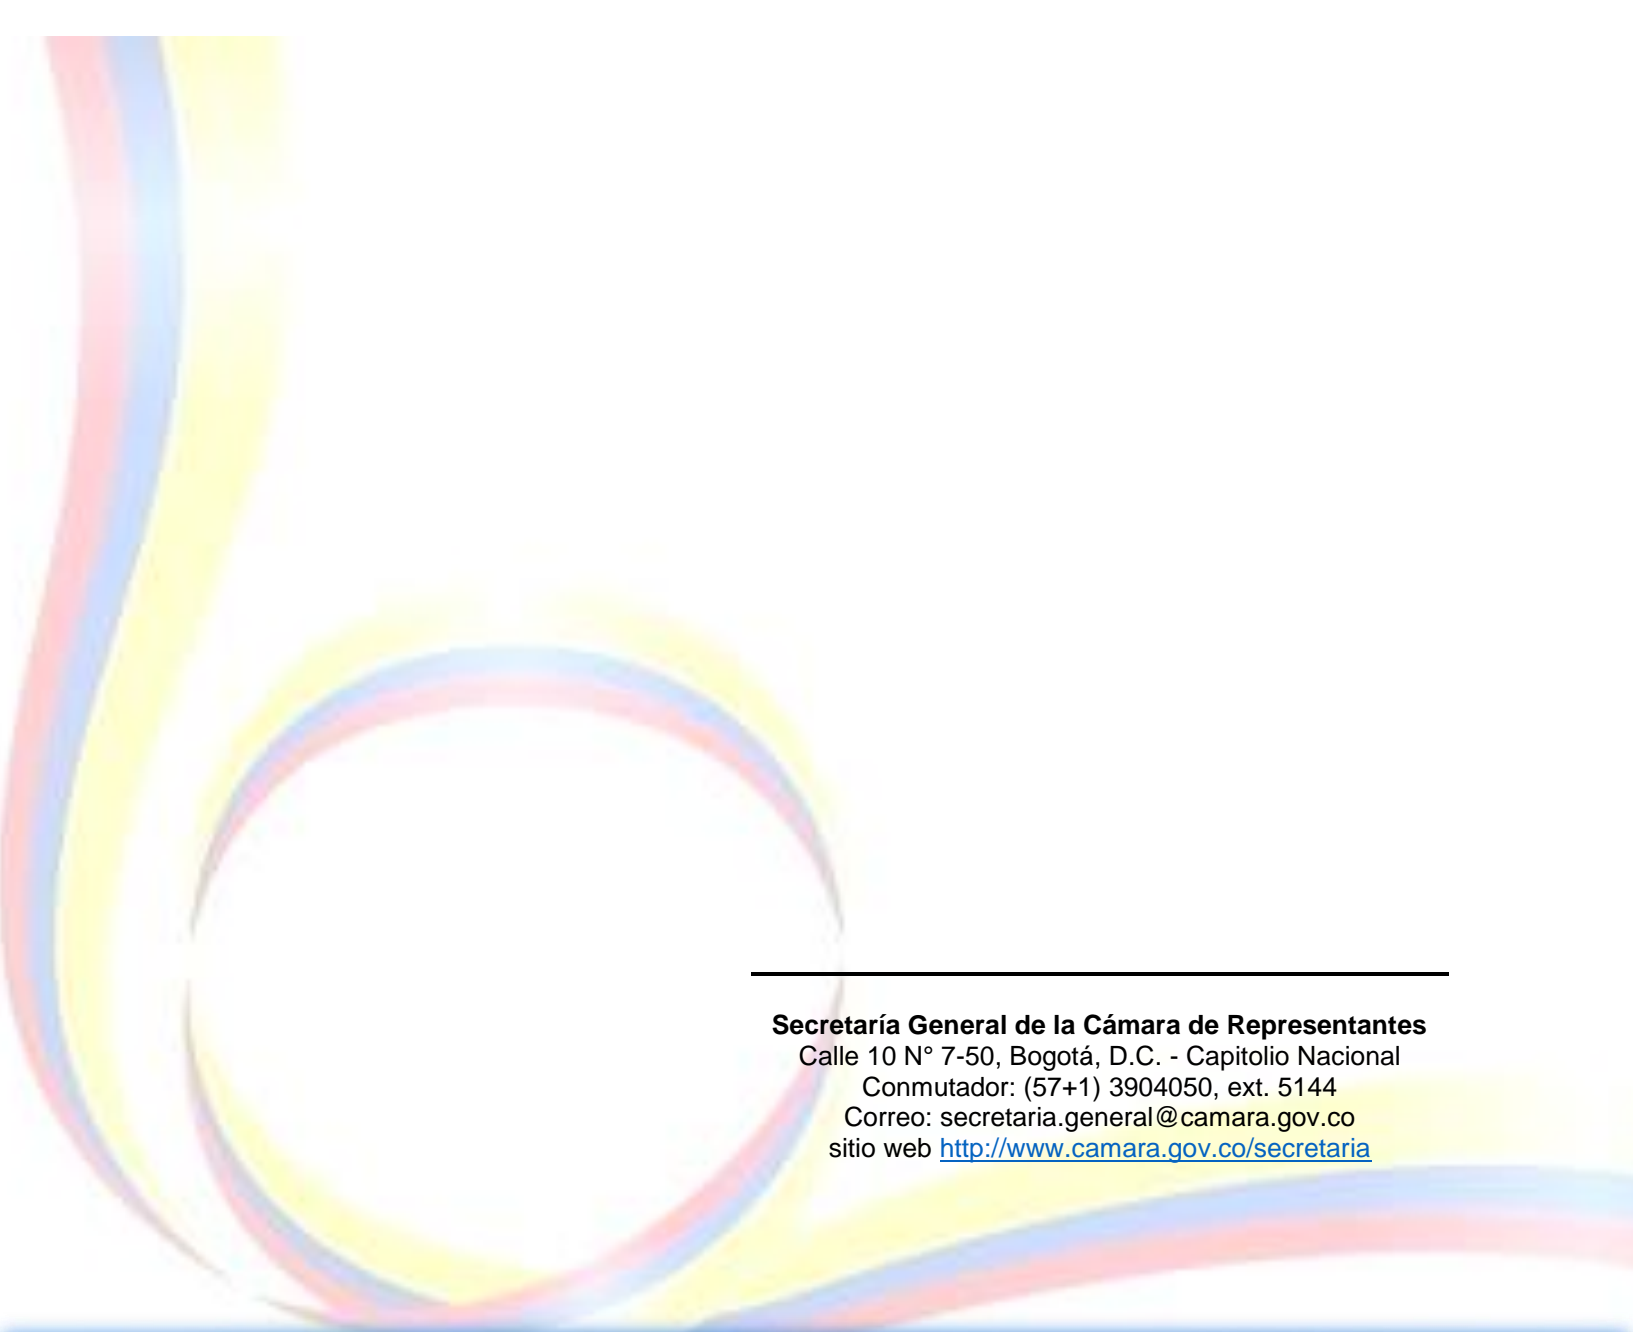 Secretaría General de la Cámara de Representantes
Calle 10 N° 7-50, Bogotá, D.C. - Capitolio Nacional
Conmutador: (57+1) 3904050, ext. 5144
Correo: secretaria.general@camara.gov.co
sitio web http://www.camara.gov.co/secretaria